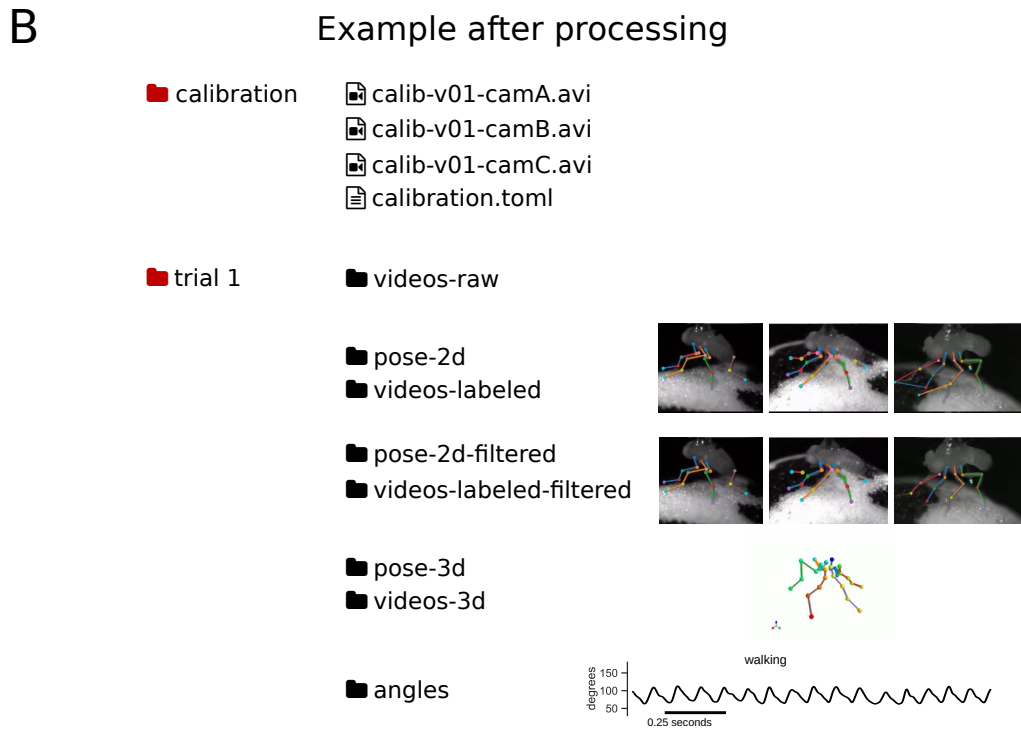 B
Example after processing
calibration
calib-v01-camA.avi
calib-v01-camB.avi
calib-v01-camC.avi
calibration.toml
trial 1
videos-raw
pose-2d
videos-labeled
pose-2d-filtered
videos-labeled-filtered
pose-3d
videos-3d
angles
walking
degrees
150
100
50
0.25 seconds